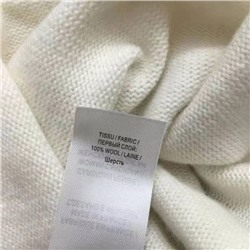 TISSU / FABRIC /
ПЕРВЫЙ СЛОЙ:
100% WOOL / LAINE /
Шерсть